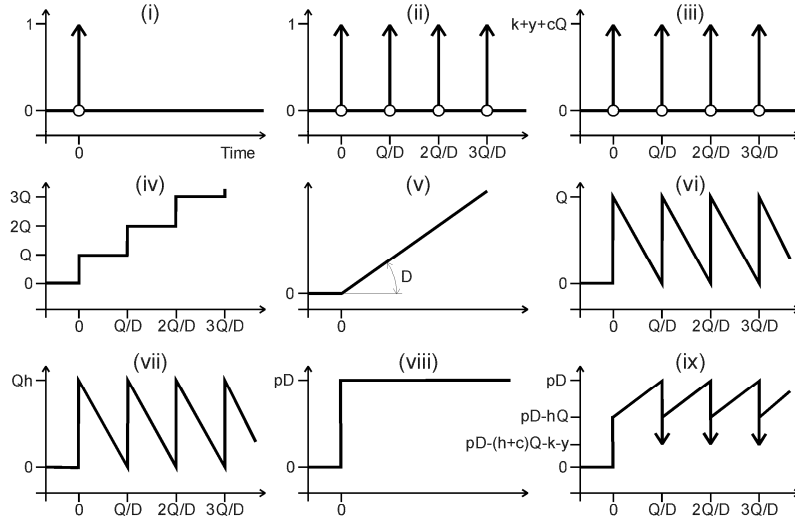 (i)
1
0
0
Time
(ii)
1
0
0 Q/D 2Q/D 3Q/D
(iii)
k+y+cQ
0
0 Q/D 2Q/D 3Q/D
(iv)
3Q
2Q
Q
0
0 Q/D 2Q/D 3Q/D
(v)
D
0
0
(vi)
Q
0
0 Q/D 2Q/D 3Q/D
(vii)
Qh
0
0 Q/D 2Q/D 3Q/D
(viii)
pD
0
0
(ix)
pD
pD-hQ
pD-(h+c)Q-k-y
0
0 Q/D 2Q/D 3Q/D